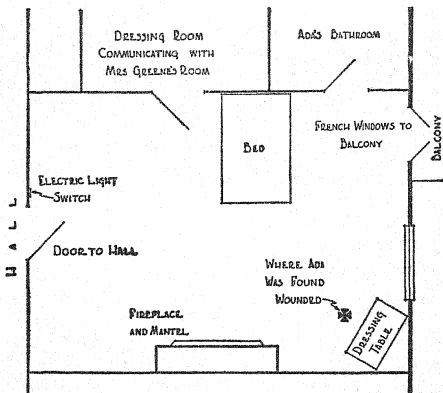 DRESSING ROOM
COMMUNICATING WITH
MRS GREENE'S ROOM
ADA'S BATHROOM
FRENCH WINDOWS TO
BALCONY
BALCONY
BED
ELECTRIC LIGHT
SWITCH
HALL
DOOR TO HALL
WHERE ADA
WAS FOUND
WOUNDED
FIREPLACE
AND MANTEL
DRESSING
TABLE